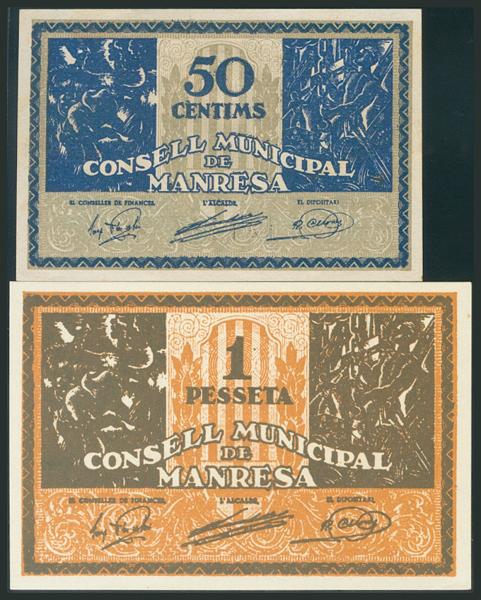 50
CÈNTIMS
CONSELL MUNICIPAL
DE
MANRESA
EL CONSELLER DE FINANCES, L'ALCALDE, EL DIPOSITARI
1
PESSETA
CONSELL MUNICIPAL
DE
MANRESA
EL CONSELLER DE FINANCES, L'ALCALDE, EL DIPOSITARI,